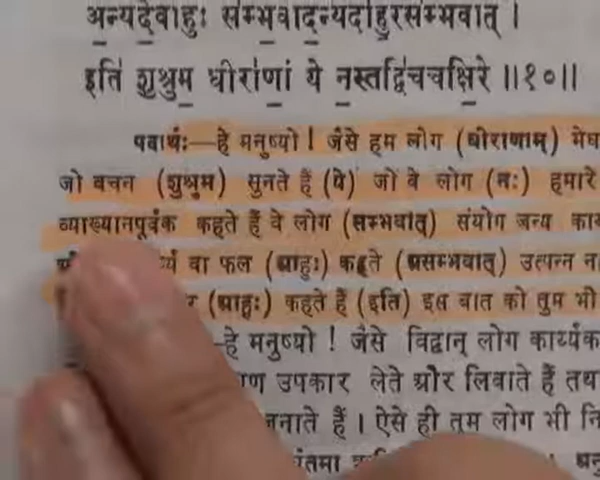 अन्यदेवाहुः सम्भवादन्यदाहुरसम्भवात् ।
इति शुश्रुम धीराणां ये नस्तद्विचचक्षिरे ॥१०॥
पदार्थः—हे मनुष्यो ! जैसे हम लोग (धीराणाम्) मेघ
जो वचन (शुश्रुम) सुनते हैं (ये) जो वे लोग (नः) हमारे
व्याख्यानपूर्वक कहते हैं वे लोग (सम्भवात्) संयोग जन्य
वा फल (आहुः) कहते (असम्भवात्) उत्पन्न
(आहुः) कहते हैं (इति) इस बात को तुम भी
—हे मनुष्यो ! जैसे विद्वान् लोग कार्य्यक
उपकार लेते और लिवाते हैं तथ
हैं । ऐसे ही तुम लोग भी